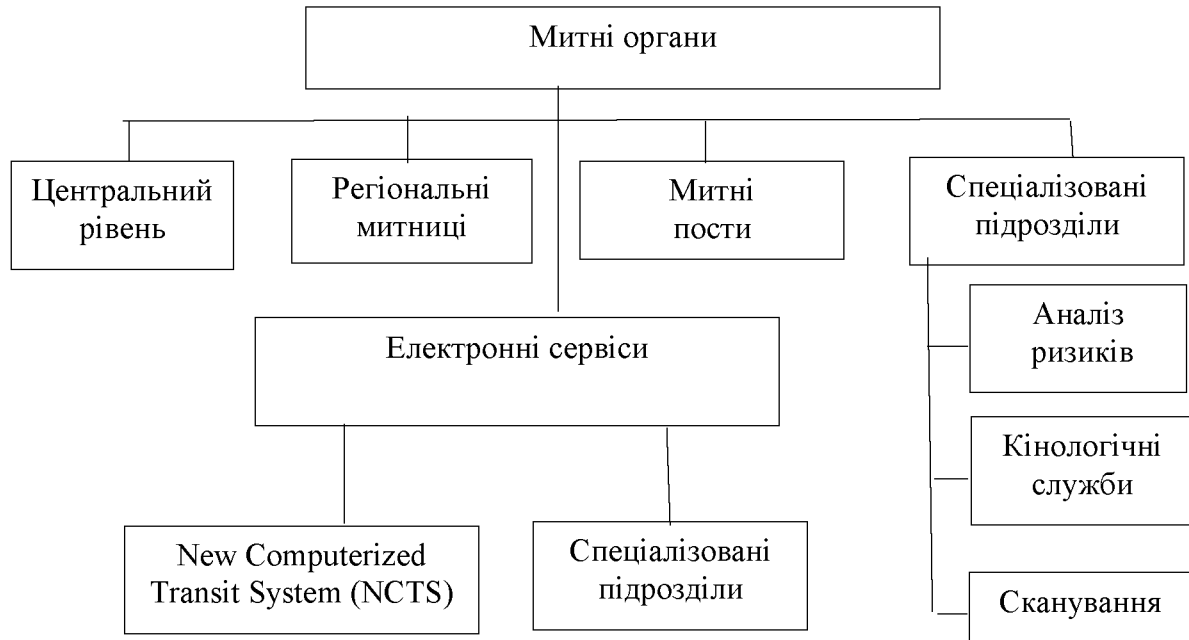 Митні органи
Центральний
рівень
Регіональні
митниці
Митні
пости
Спеціалізовані
підрозділи
Аналіз
ризиків
Електронні сервіси
Кінологічні
служби
New Computerized
Transit System (NCTS)
Спеціалізовані
підрозділи
Сканування